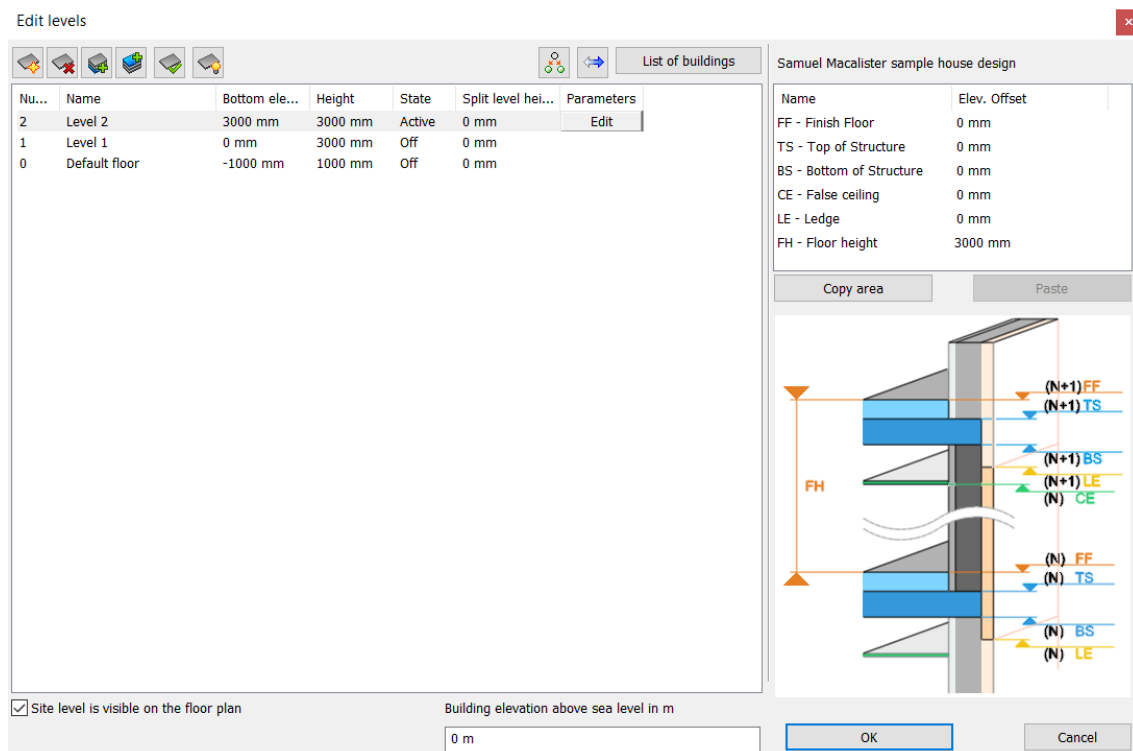 Edit levels
List of buildings
Samuel Macalister sample house design
Nu... Name Bottom ele... Height State Split level hei... Parameters
2 Level 2 3000 mm 3000 mm Active 0 mm Edit
1 Level 1 0 mm 3000 mm Off 0 mm
0 Default floor -1000 mm 1000 mm Off 0 mm
Name Elev. Offset
FF - Finish Floor 0 mm
TS - Top of Structure 0 mm
BS - Bottom of Structure 0 mm
CE - False ceiling 0 mm
LE - Ledge 0 mm
FH - Floor height 3000 mm
Copy area Paste
(N+1) FF
(N+1) TS
(N+1) BS
(N+1) LE
(N) CE
FH
(N) FF
(N) TS
(N) BS
(N) LE
Site level is visible on the floor plan
Building elevation above sea level in m
0 m
OK Cancel